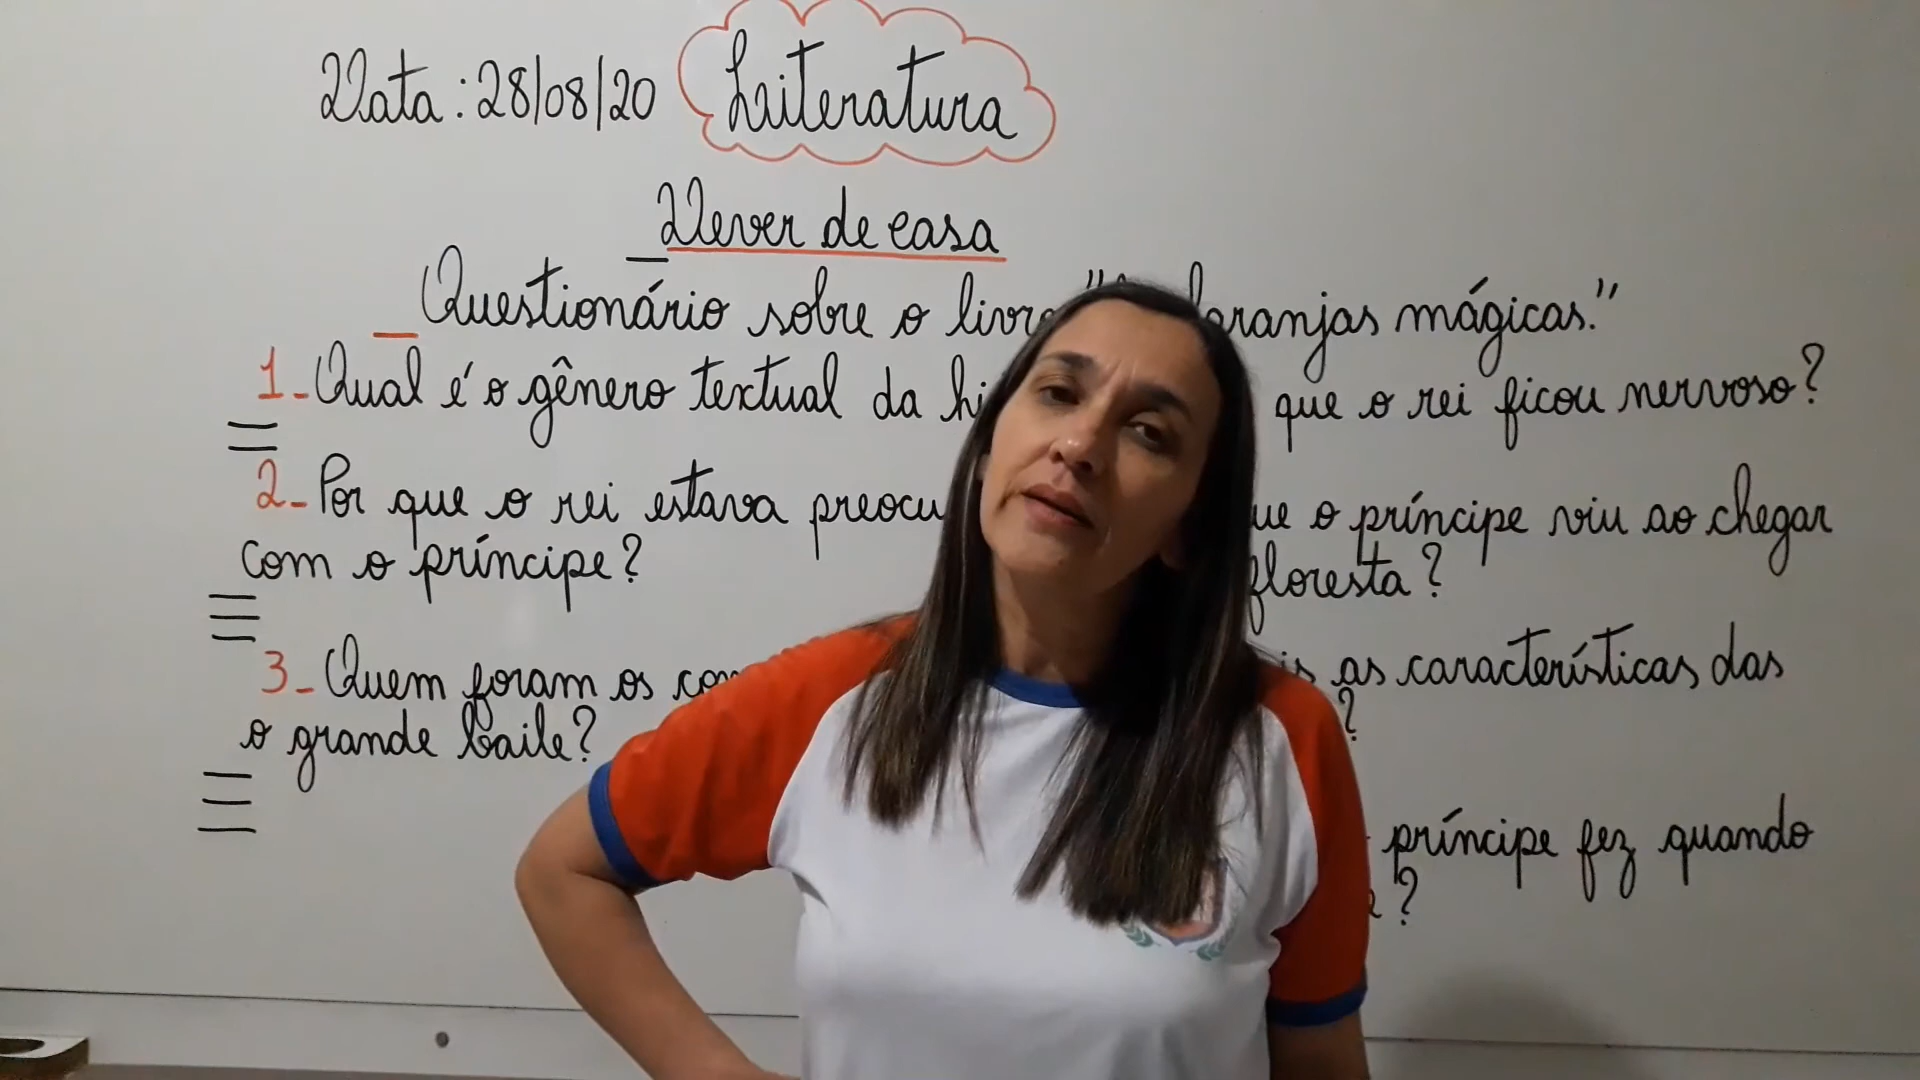 Data: 28/08/20 Literatura
Dever de casa
Questionário sobre o livro "As laranjas mágicas."
1- Qual é o gênero textual da
2- Por que o rei estava
com o príncipe?
3- Quem foram os
o grande baile?
que o rei ficou nervoso?
o príncipe viu ao chegar
floresta?
as características das
?
príncipe fez quando
?